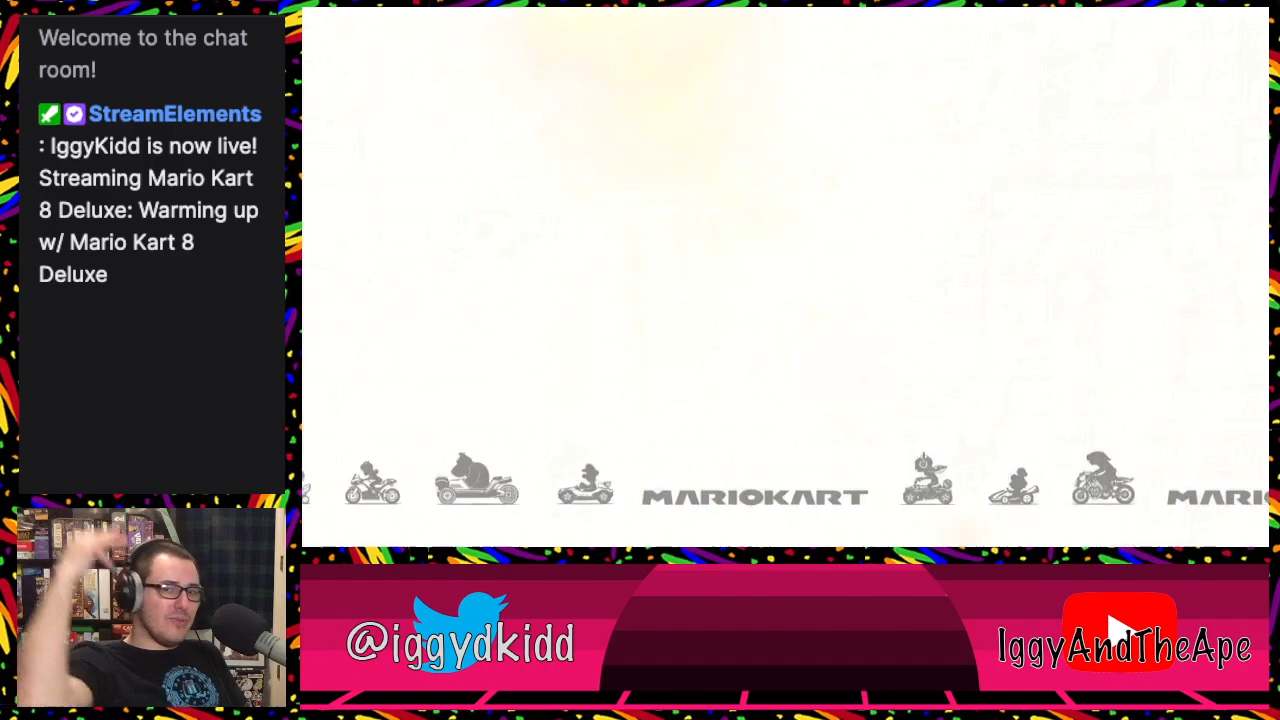 Welcome to the chat
room!
StreamElements
: IggyKidd is now live!
Streaming Mario Kart
8 Deluxe: Warming up
w/ Mario Kart 8
Deluxe
MARIOKART
MARIO
@iggydkidd
IggyAndTheApe